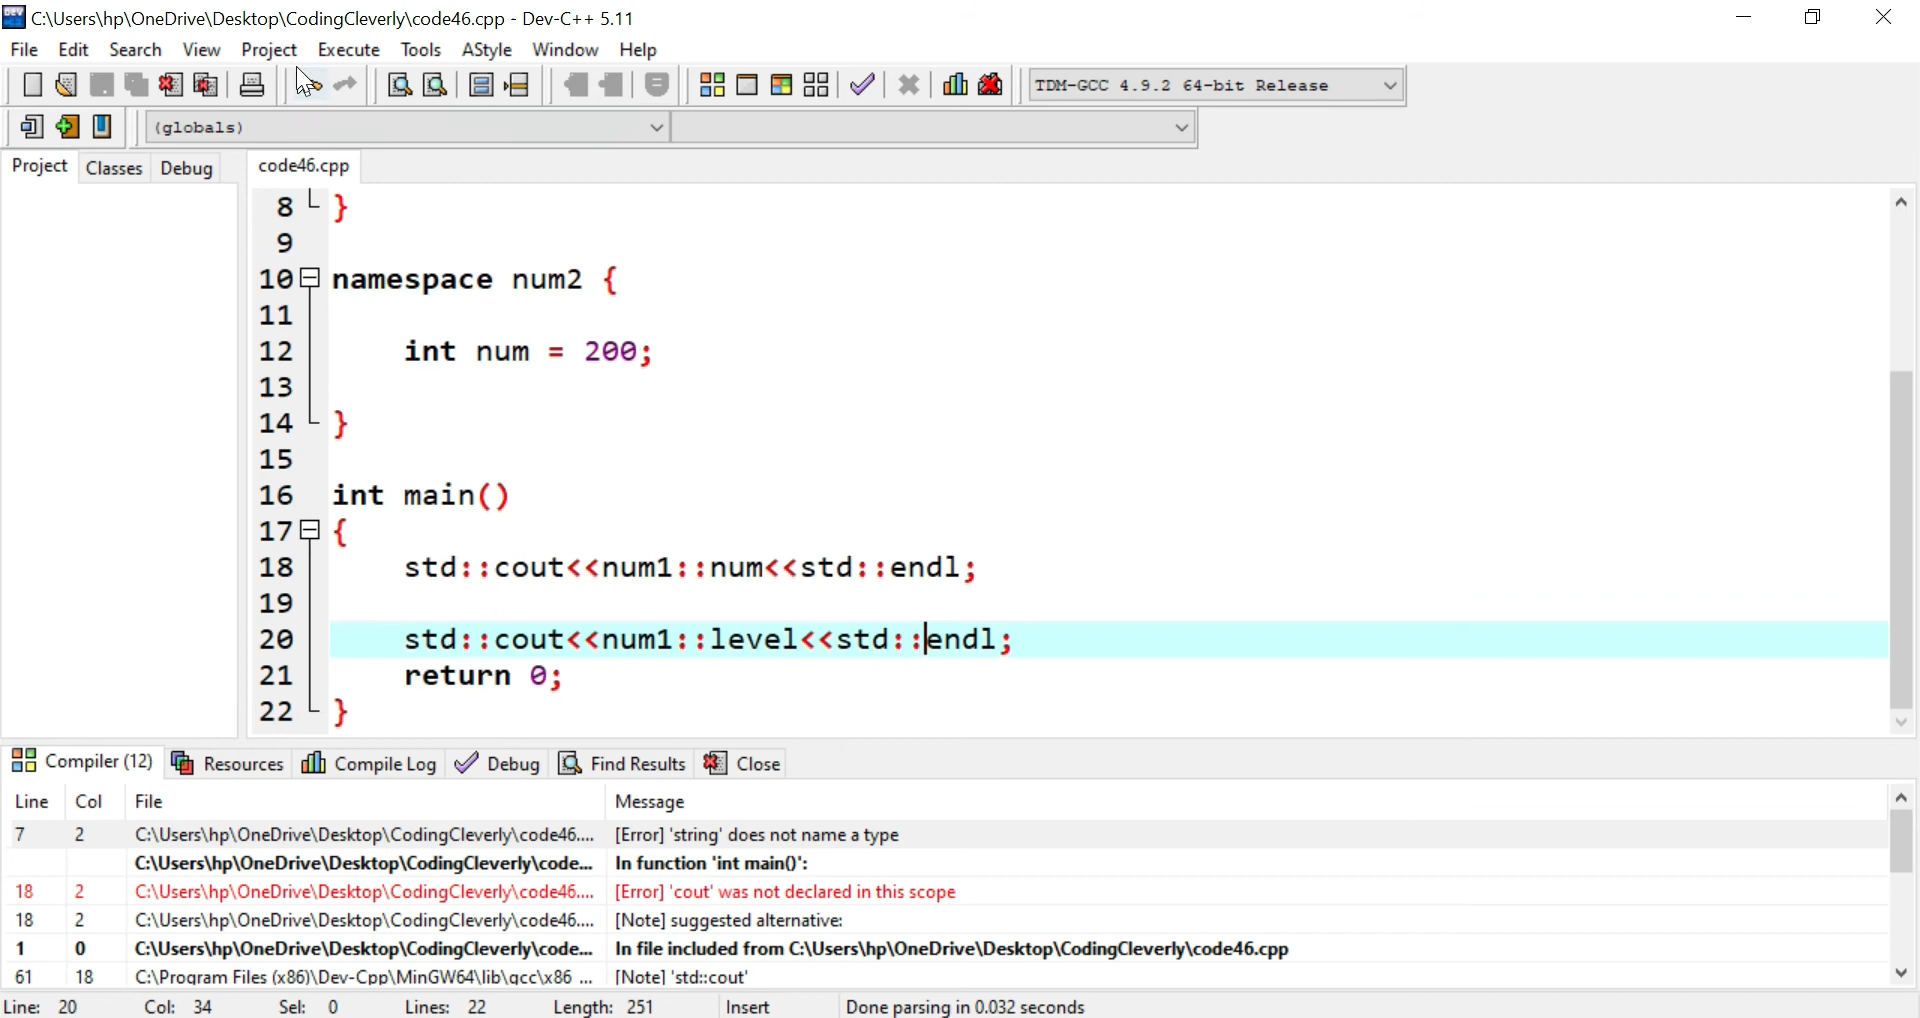 C:\Users\hp\OneDrive\Desktop\CodingCleverly\code46.cpp - Dev-C++ 5.11
File Edit Search View Project Execute Tools AStyle Window Help
TDM-GCC 4.9.2 64-bit Release
(globals)
Project Classes Debug code46.cpp
8 }
9
10 namespace num2 {
11
12 int num = 200;
13
14 }
15
16 int main()
17 {
18 std::cout<<num1::num<<std::endl;
19
20 std::cout<<num1::level<<std::endl;
21 return 0;
22 }
Compiler (12) Resources Compile Log Debug Find Results Close
Line Col File Message
7 2 C:\Users\hp\OneDrive\Desktop\CodingCleverly\code46.... [Error] 'string' does not name a type
C:\Users\hp\OneDrive\Desktop\CodingCleverly\code... In function 'int main()':
18 2 C:\Users\hp\OneDrive\Desktop\CodingCleverly\code46.... [Error] 'cout' was not declared in this scope
18 2 C:\Users\hp\OneDrive\Desktop\CodingCleverly\code46.... [Note] suggested alternative:
1 0 C:\Users\hp\OneDrive\Desktop\CodingCleverly\code... In file included from C:\Users\hp\OneDrive\Desktop\CodingCleverly\code46.cpp
61 18 C:\Program Files (x86)\Dev-Cpp\MinGW64\lib\gcc\x86 ... [Note] 'std::cout'
Line: 20 Col: 34 Sel: 0 Lines: 22 Length: 251 Insert Done parsing in 0.032 seconds